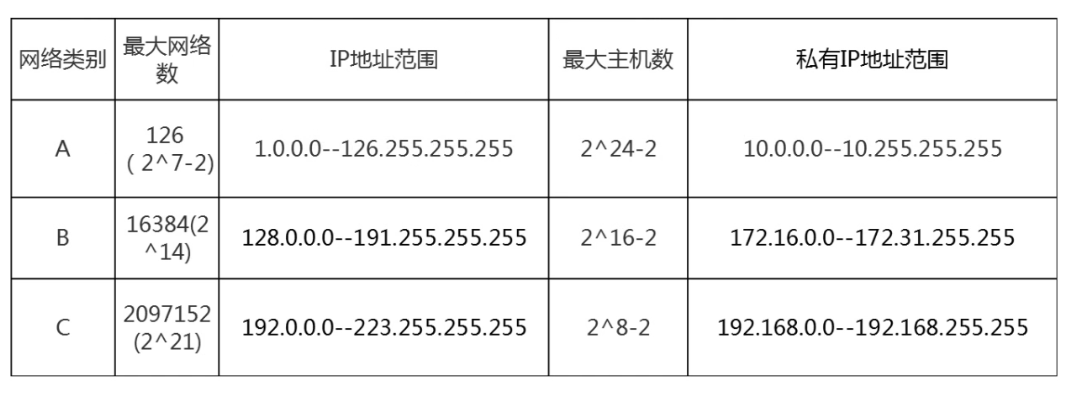 网络类别
最大网络
数
IP地址范围
最大主机数
私有IP地址范围
A
126
( 2^7-2)
1.0.0.0--126.255.255.255
2^24-2
10.0.0.0--10.255.255.255
B
16384(2
^14)
128.0.0.0--191.255.255.255
2^16-2
172.16.0.0--172.31.255.255
C
2097152
(2^21)
192.0.0.0--223.255.255.255
2^8-2
192.168.0.0--192.168.255.255